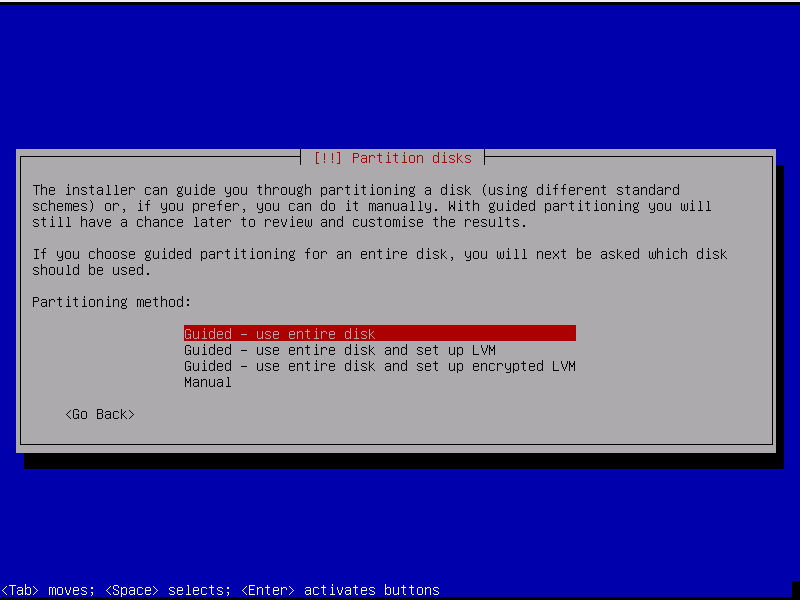 [!!] Partition disks
The installer can guide you through partitioning a disk (using different standard
schemes) or, if you prefer, you can do it manually. With guided partitioning you will
still have a chance later to review and customise the results.
If you choose guided partitioning for an entire disk, you will next be asked which disk
should be used.
Partitioning method:
Guided - use entire disk
Guided - use entire disk and set up LVM
Guided - use entire disk and set up encrypted LVM
Manual
<Go Back>
<Tab> moves; <Space> selects; <Enter> activates buttons